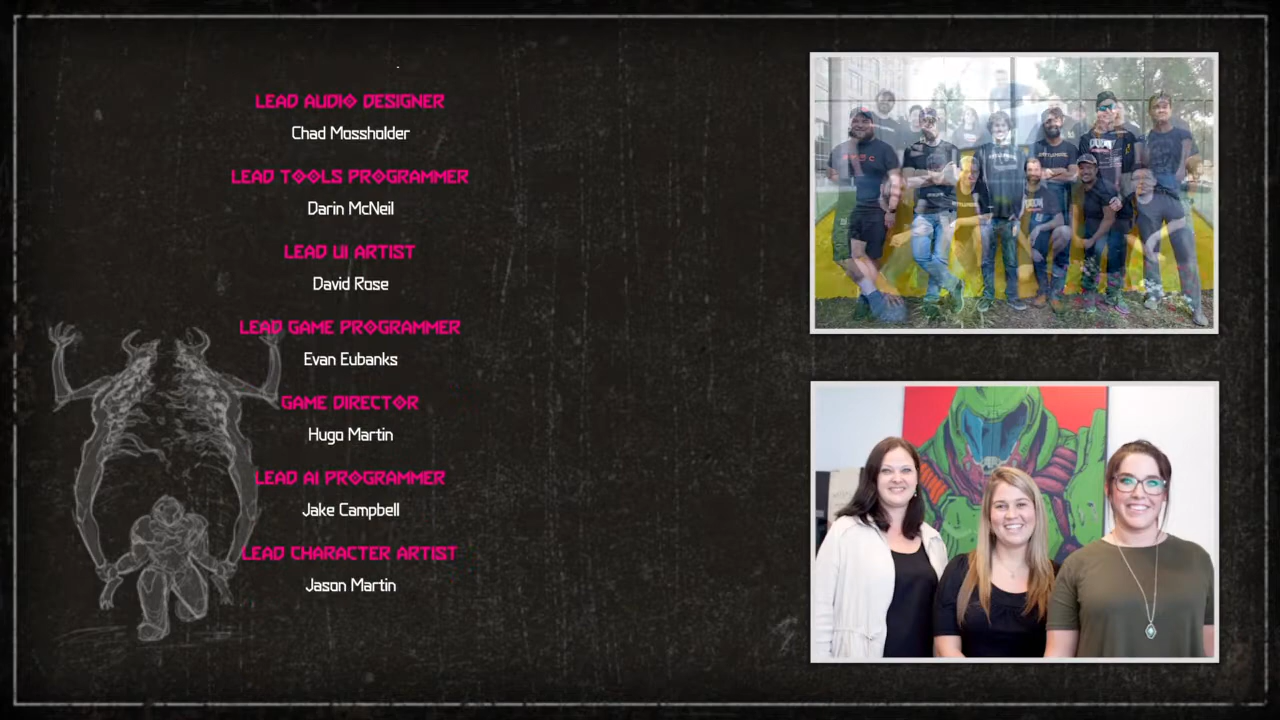 LEAD AUDIO DESIGNER
Chad Mossholder
LEAD TOOLS PROGRAMMER
Darin McNeil
LEAD UI ARTIST
David Rose
LEAD GAME PROGRAMMER
Evan Eubanks
GAME DIRECTOR
Hugo Martin
LEAD AI PROGRAMMER
Jake Campbell
LEAD CHARACTER ARTIST
Jason Martin